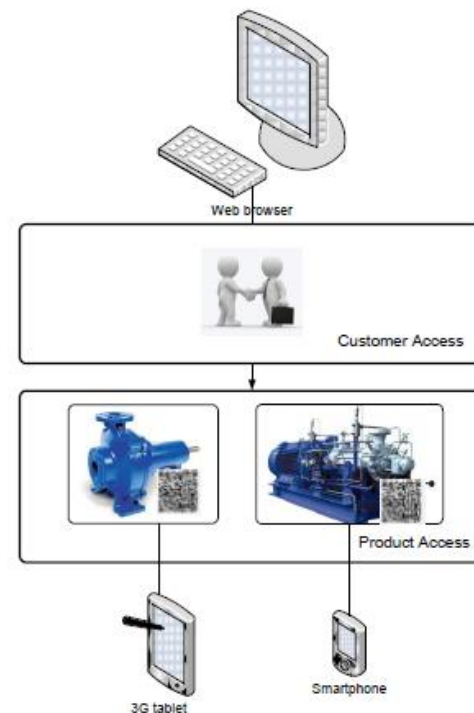 Web browser
Customer Access
Product Access
3G tablet
Smartphone